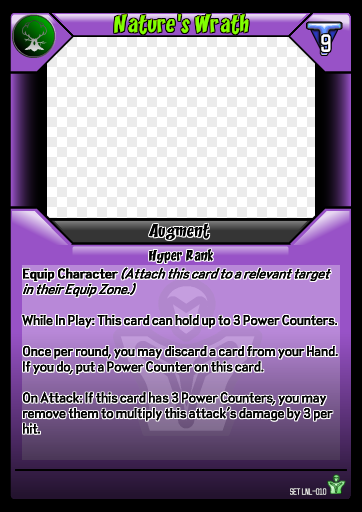 Nature's Wrath
9
Augment
Hyper Rank
Equip Character (Attach this card to a relevant target
in their Equip Zone.)
While In Play: This card can hold up to 3 Power Counters.
Once per round, you may discard a card from your Hand.
If you do, put a Power Counter on this card.
On Attack: If this card has 3 Power Counters, you may
remove them to multiply this attack's damage by 3 per
hit.
SET LNL-010